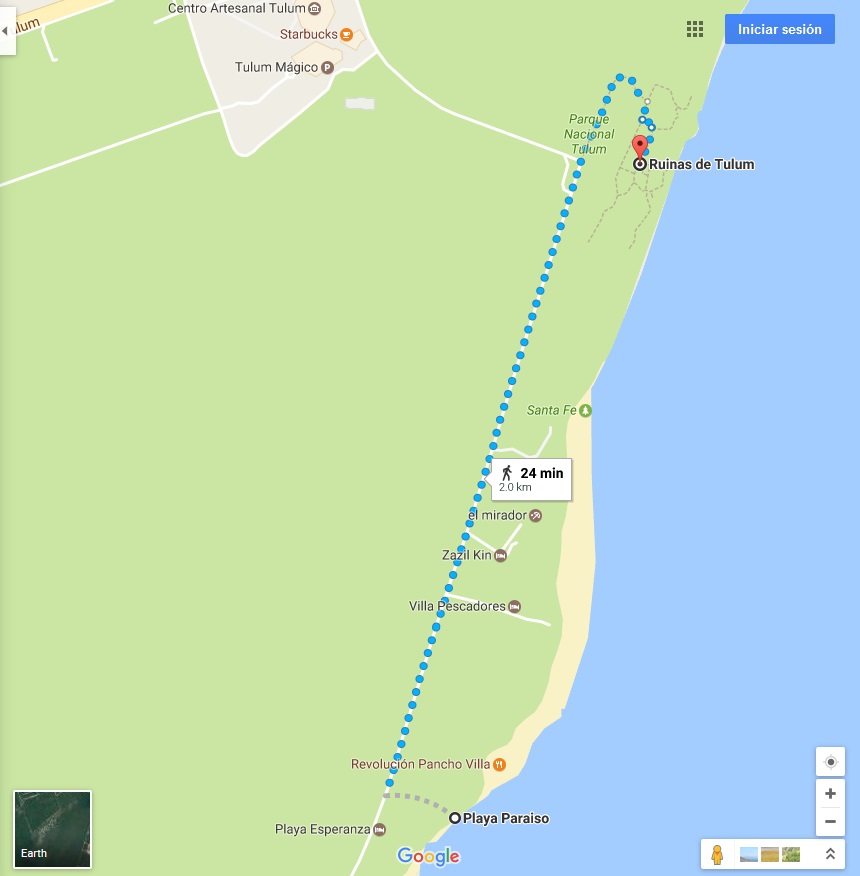 Centro Artesanal Tulum
lum
Starbucks
Iniciar sesión
Tulum Mágico
P
Parque
Nacional
Tulum
Ruinas de Tulum
Santa Fe
24 min
2.0 km
el mirador
Zazil Kin
Villa Pescadores
Revolución Pancho Villa
Playa Paraiso
Playa Esperanza
Earth
Google